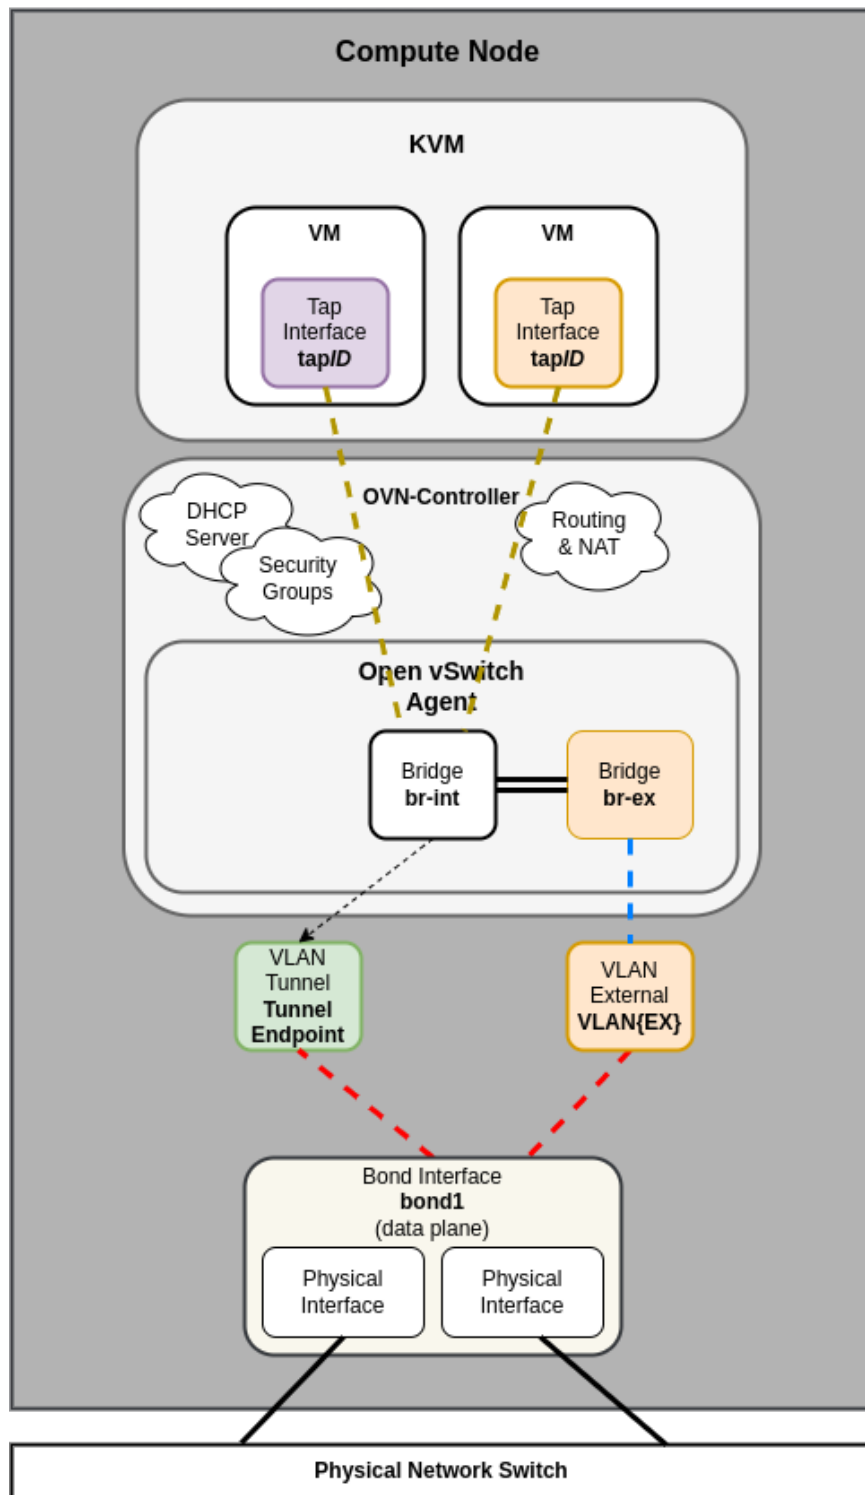 Compute Node
KVM
VM
VM
Tap
Interface
tapID
Tap
Interface
tapID
OVN-Controller
DHCP
Server
Security
Groups
Routing
& NAT
Open vSwitch
Agent
Bridge
br-int
Bridge
br-ex
VLAN
Tunnel
Tunnel
Endpoint
VLAN
External
VLAN{EX}
Bond Interface
bond1
(data plane)
Physical
Interface
Physical
Interface
Physical Network Switch